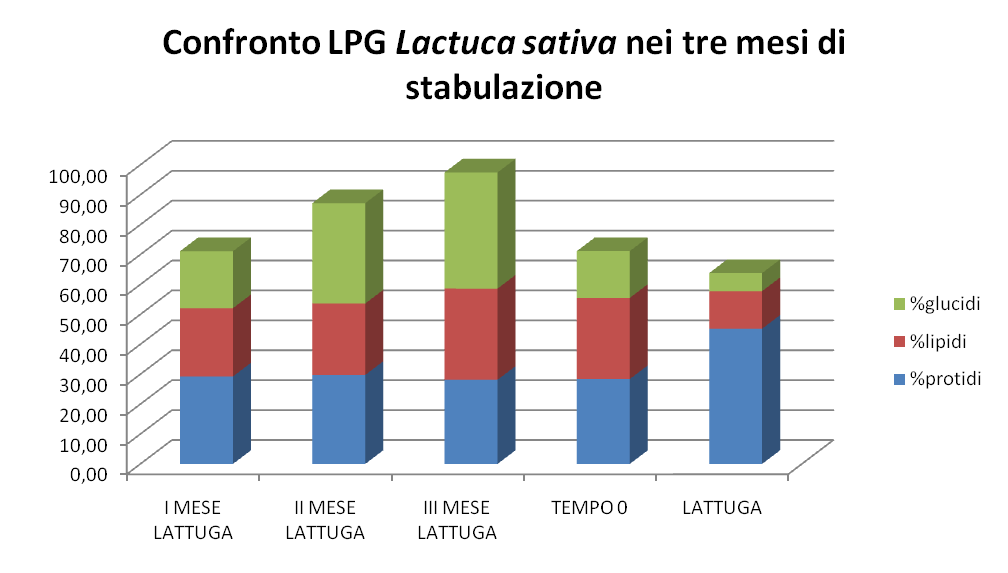 Confronto LPG Lactuca sativa nei tre mesi di
stabulazione
100,00
90,00
80,00
70,00
60,00
50,00
40,00
30,00
20,00
10,00
0,00
I MESE
LATTUGA
II MESE
LATTUGA
III MESE
LATTUGA
TEMPO 0
LATTUGA
%glucidi
%lipidi
%protidi